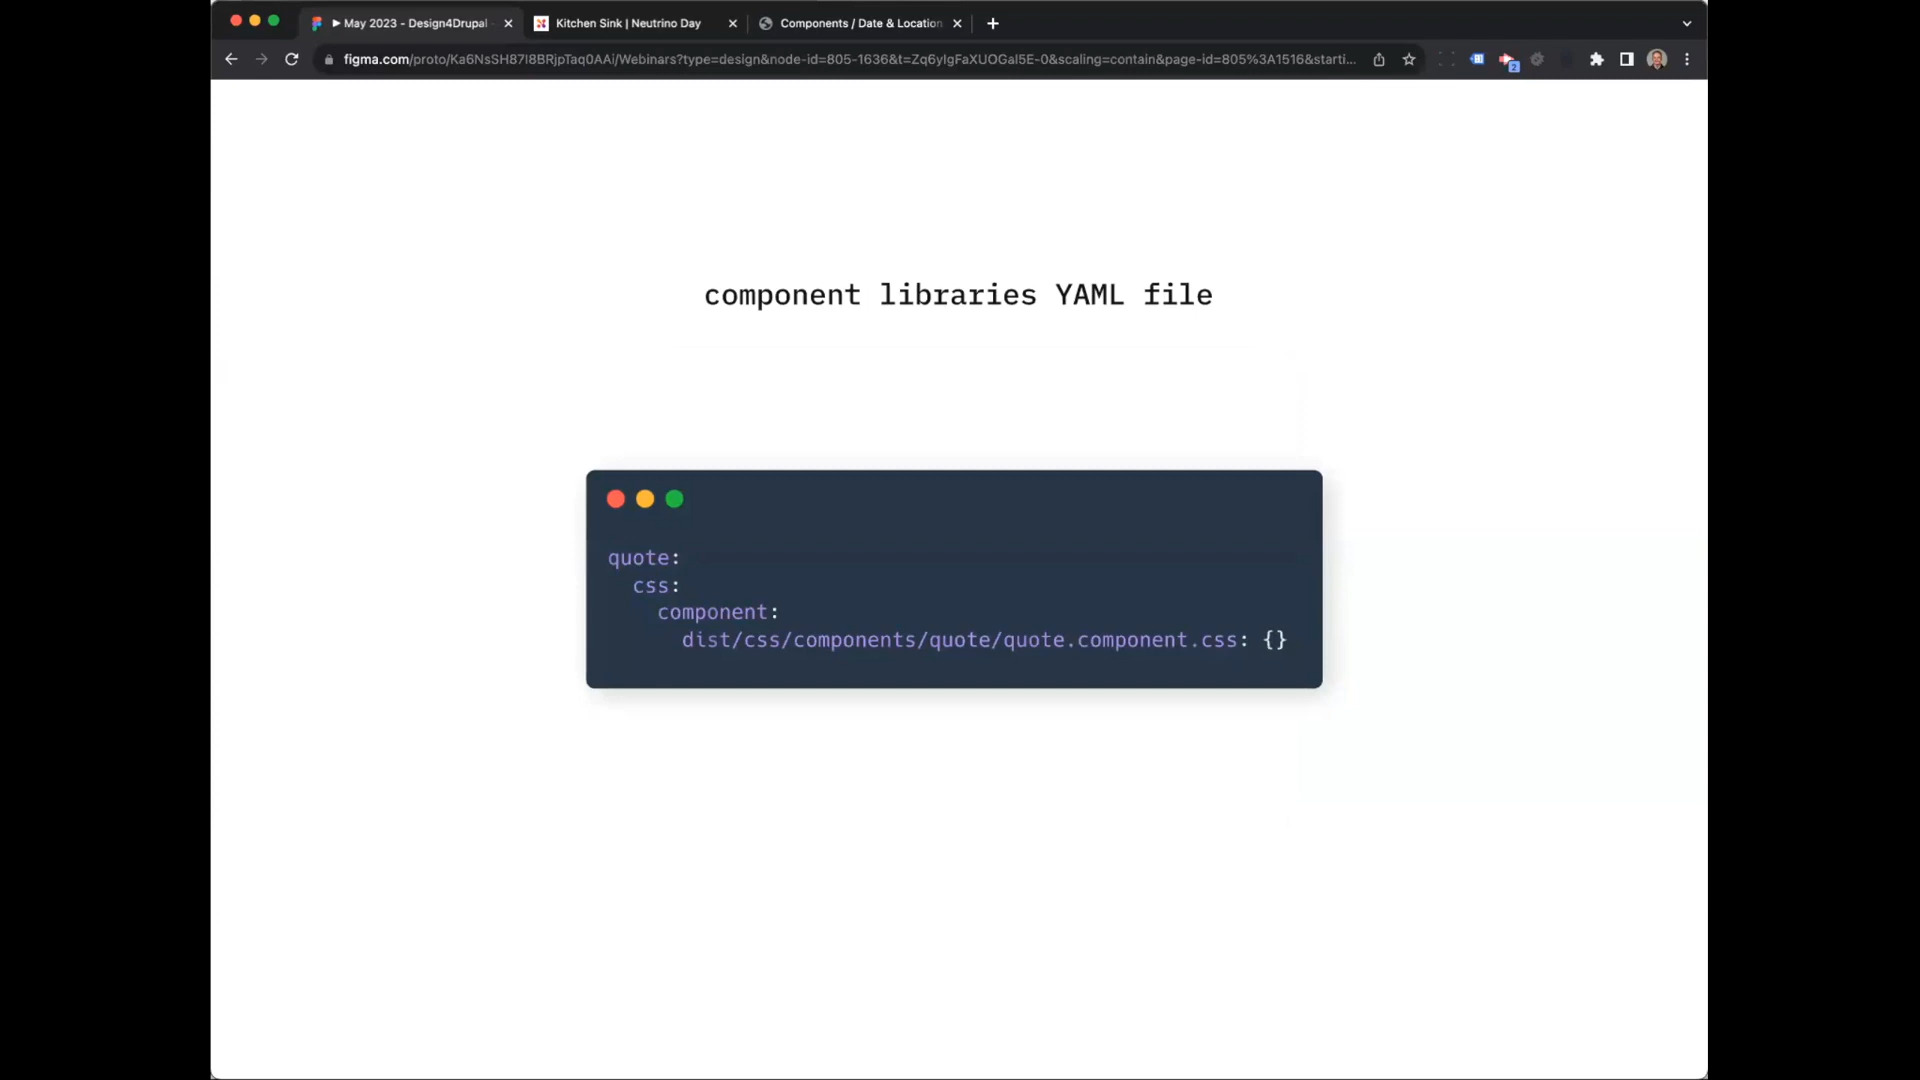 May 2023 - Design4Drupal
Kitchen Sink | Neutrino Day
Components / Date & Location
figma.com/proto/Ka6NsSH87I8BRjpTaq0AAi/Webinars?type=design&node-id=805-1636&t=Zq6yIgFaXUOGal5E-0&scaling=contain&page-id=805%3A1516&starti...
2
component libraries YAML file
quote:
  css:
    component:
      dist/css/components/quote/quote.component.css: {}